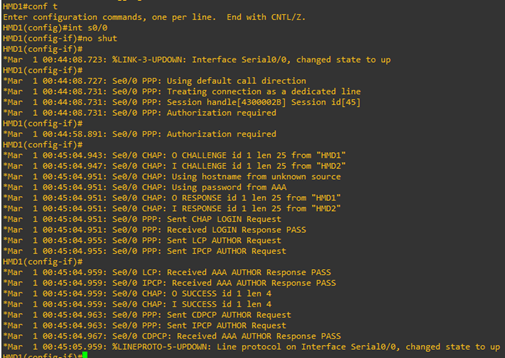 HMD1#conf t
Enter configuration commands, one per line.  End with CNTL/Z.
HMD1(config)#int s0/0
HMD1(config-if)#no shut
HMD1(config-if)#
*Mar  1 00:44:08.723: %LINK-3-UPDOWN: Interface Serial0/0, changed state to up
HMD1(config-if)#
*Mar  1 00:44:08.727: Se0/0 PPP: Using default call direction
*Mar  1 00:44:08.731: Se0/0 PPP: Treating connection as a dedicated line
*Mar  1 00:44:08.731: Se0/0 PPP: Session handle[4300002B] Session id[45]
*Mar  1 00:44:08.731: Se0/0 PPP: Authorization required
HMD1(config-if)#
*Mar  1 00:44:58.891: Se0/0 PPP: Authorization required
HMD1(config-if)#
*Mar  1 00:45:04.943: Se0/0 CHAP: O CHALLENGE id 1 len 25 from "HMD1"
*Mar  1 00:45:04.947: Se0/0 CHAP: I CHALLENGE id 1 len 25 from "HMD2"
*Mar  1 00:45:04.951: Se0/0 CHAP: Using hostname from unknown source
*Mar  1 00:45:04.951: Se0/0 CHAP: Using password from AAA
*Mar  1 00:45:04.951: Se0/0 CHAP: O RESPONSE id 1 len 25 from "HMD1"
*Mar  1 00:45:04.951: Se0/0 CHAP: I RESPONSE id 1 len 25 from "HMD2"
*Mar  1 00:45:04.951: Se0/0 PPP: Sent CHAP LOGIN Request
*Mar  1 00:45:04.951: Se0/0 PPP: Received LOGIN Response PASS
*Mar  1 00:45:04.955: Se0/0 PPP: Sent LCP AUTHOR Request
*Mar  1 00:45:04.955: Se0/0 PPP: Sent IPCP AUTHOR Request
HMD1(config-if)#
*Mar  1 00:45:04.959: Se0/0 LCP: Received AAA AUTHOR Response PASS
*Mar  1 00:45:04.959: Se0/0 IPCP: Received AAA AUTHOR Response PASS
*Mar  1 00:45:04.959: Se0/0 CHAP: O SUCCESS id 1 len 4
*Mar  1 00:45:04.959: Se0/0 CHAP: I SUCCESS id 1 len 4
*Mar  1 00:45:04.963: Se0/0 PPP: Sent CDPCP AUTHOR Request
*Mar  1 00:45:04.963: Se0/0 PPP: Sent IPCP AUTHOR Request
*Mar  1 00:45:04.967: Se0/0 CDPCP: Received AAA AUTHOR Response PASS
*Mar  1 00:45:05.959: %LINEPROTO-5-UPDOWN: Line protocol on Interface Serial0/0, changed state to up
HMD1(config-if)#